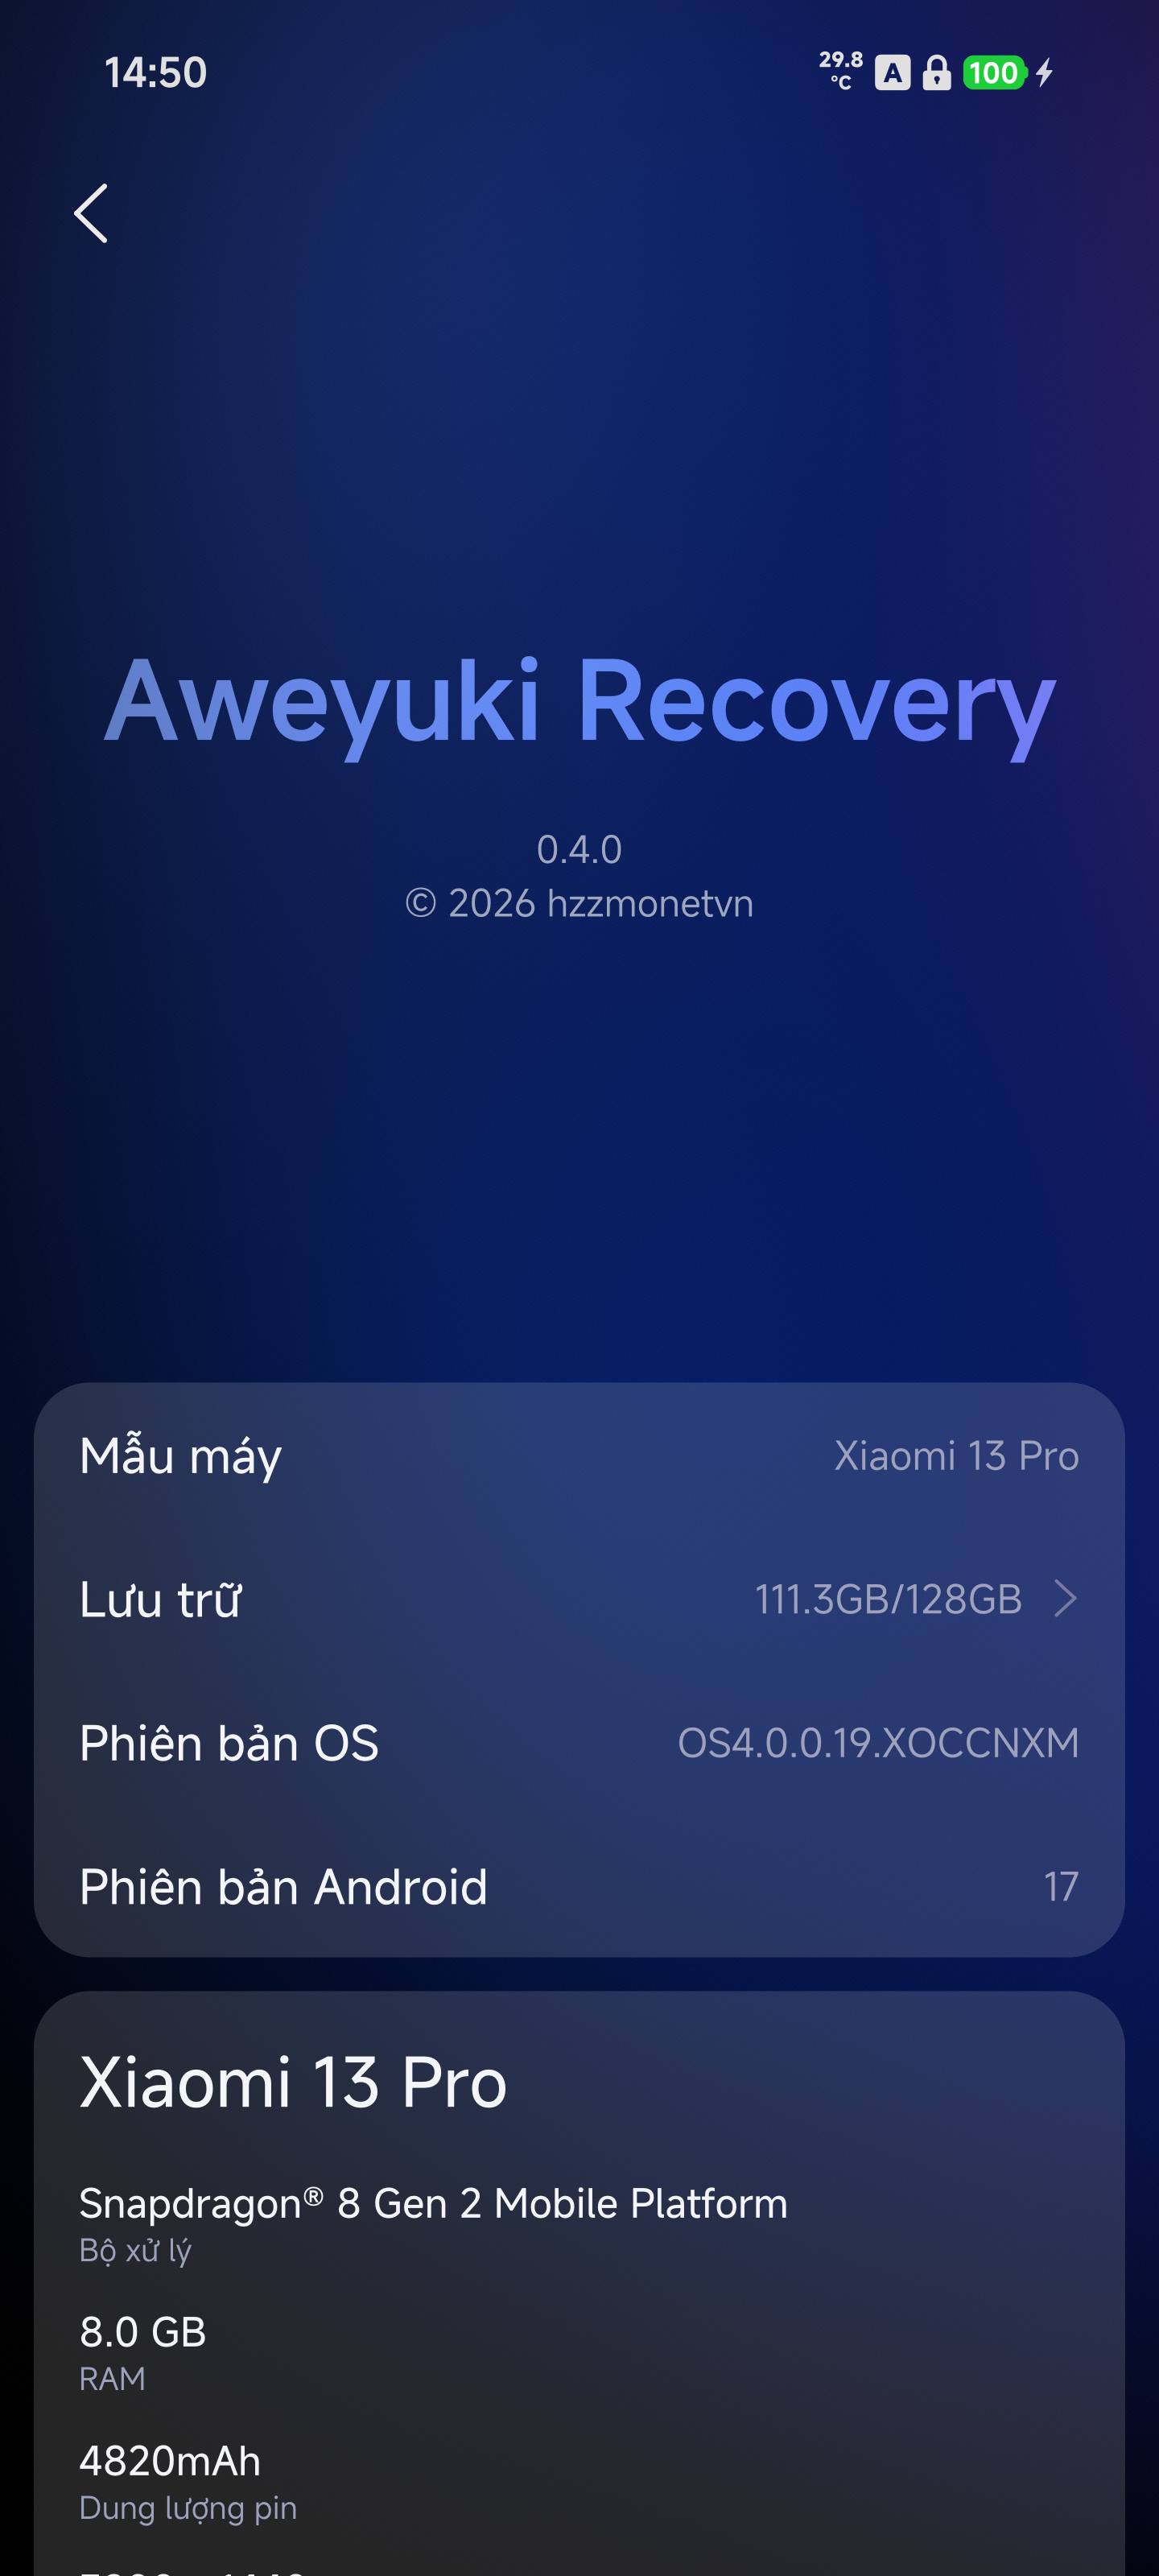 14:50
29.8
°C
A
100
Aweyuki Recovery
0.4.0
© 2026 hzzmonetvn
Mẫu máy
Xiaomi 13 Pro
Lưu trữ
111.3GB/128GB
Phiên bản OS
OS4.0.0.19.XOCCNXM
Phiên bản Android
17
Xiaomi 13 Pro
Snapdragon® 8 Gen 2 Mobile Platform
Bộ xử lý
8.0 GB
RAM
4820mAh
Dung lượng pin